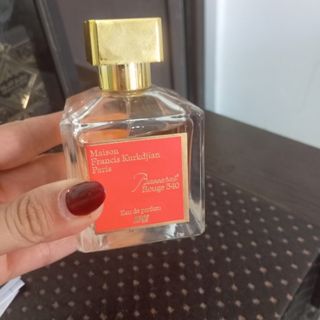 Maison
Francis Kurkdjian
Paris
Baccarat
Rouge 540
Eau de parfum